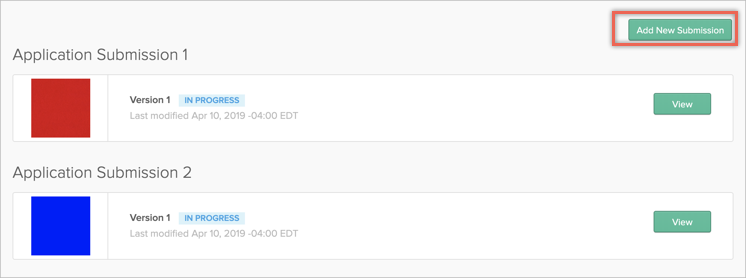 Add New Submission
Application Submission 1
Version 1 IN PROGRESS
Last modified Apr 10, 2019 -04:00 EDT
View
Application Submission 2
Version 1 IN PROGRESS
Last modified Apr 10, 2019 -04:00 EDT
View